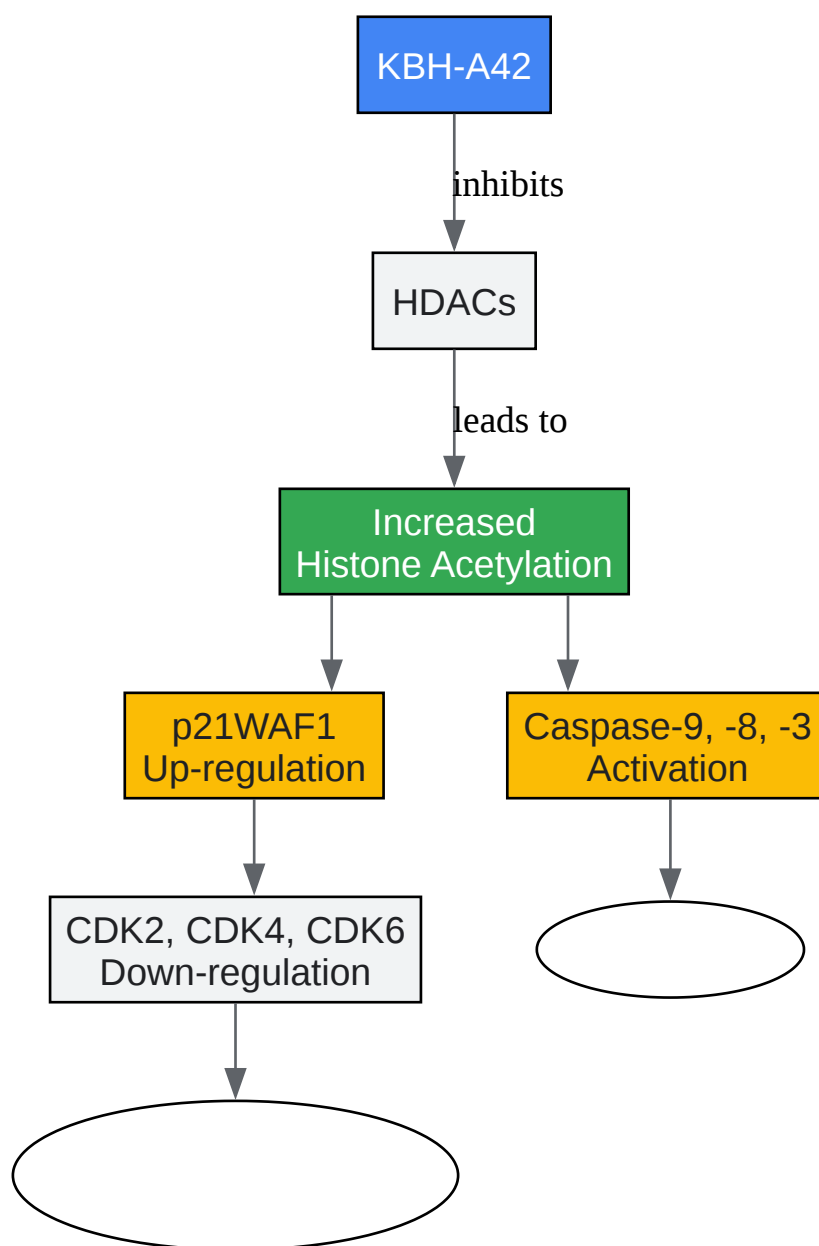 KBH-A42
inhibits
HDACs
leads to
Increased
Histone Acetylation
p21WAF1
Up-regulation
Caspase-9, -8, -3
Activation
CDK2, CDK4, CDK6
Down-regulation